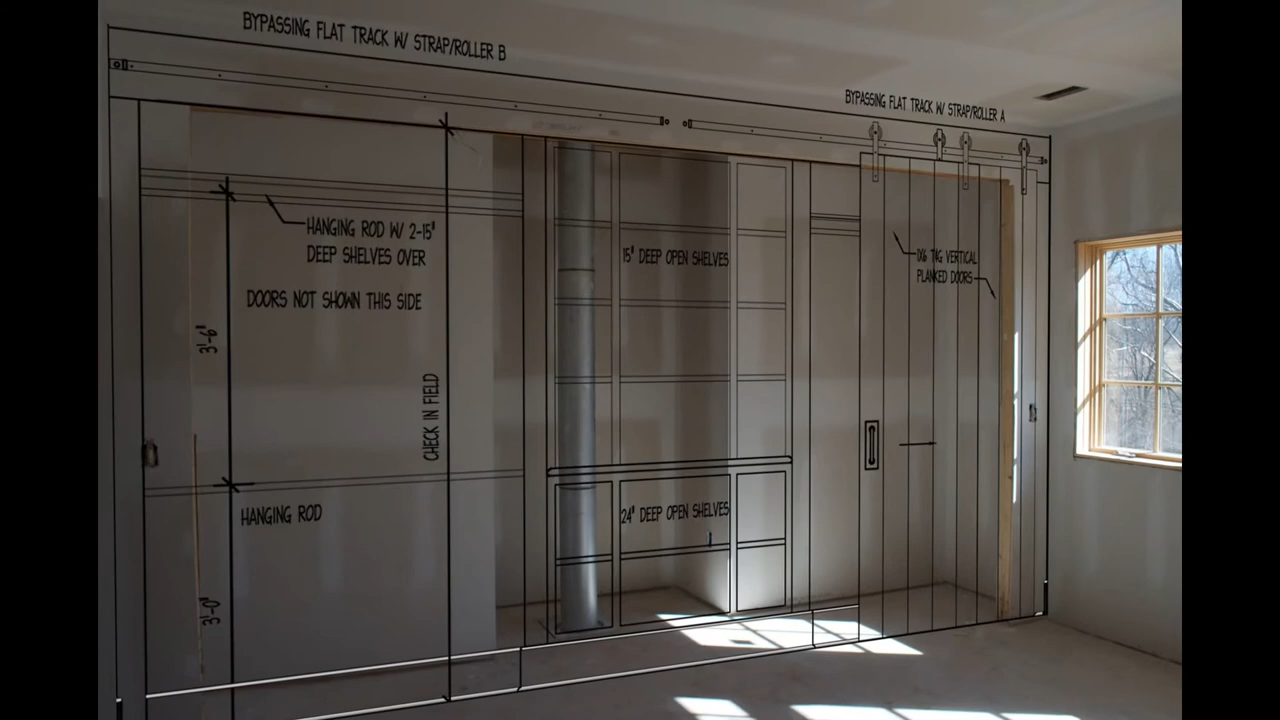 BYPASSING FLAT TRACK W/ STRAP/ROLLER B
BYPASSING FLAT TRACK W/ STRAP/ROLLER A
HANGING ROD W/ 2-15"
DEEP SHELVES OVER
DOORS NOT SHOWN THIS SIDE
15" DEEP OPEN SHELVES
1X6 T&G VERTICAL
PLANKED DOORS
3'-6"
CHECK IN FIELD
HANGING ROD
24" DEEP OPEN SHELVES
3'-0"